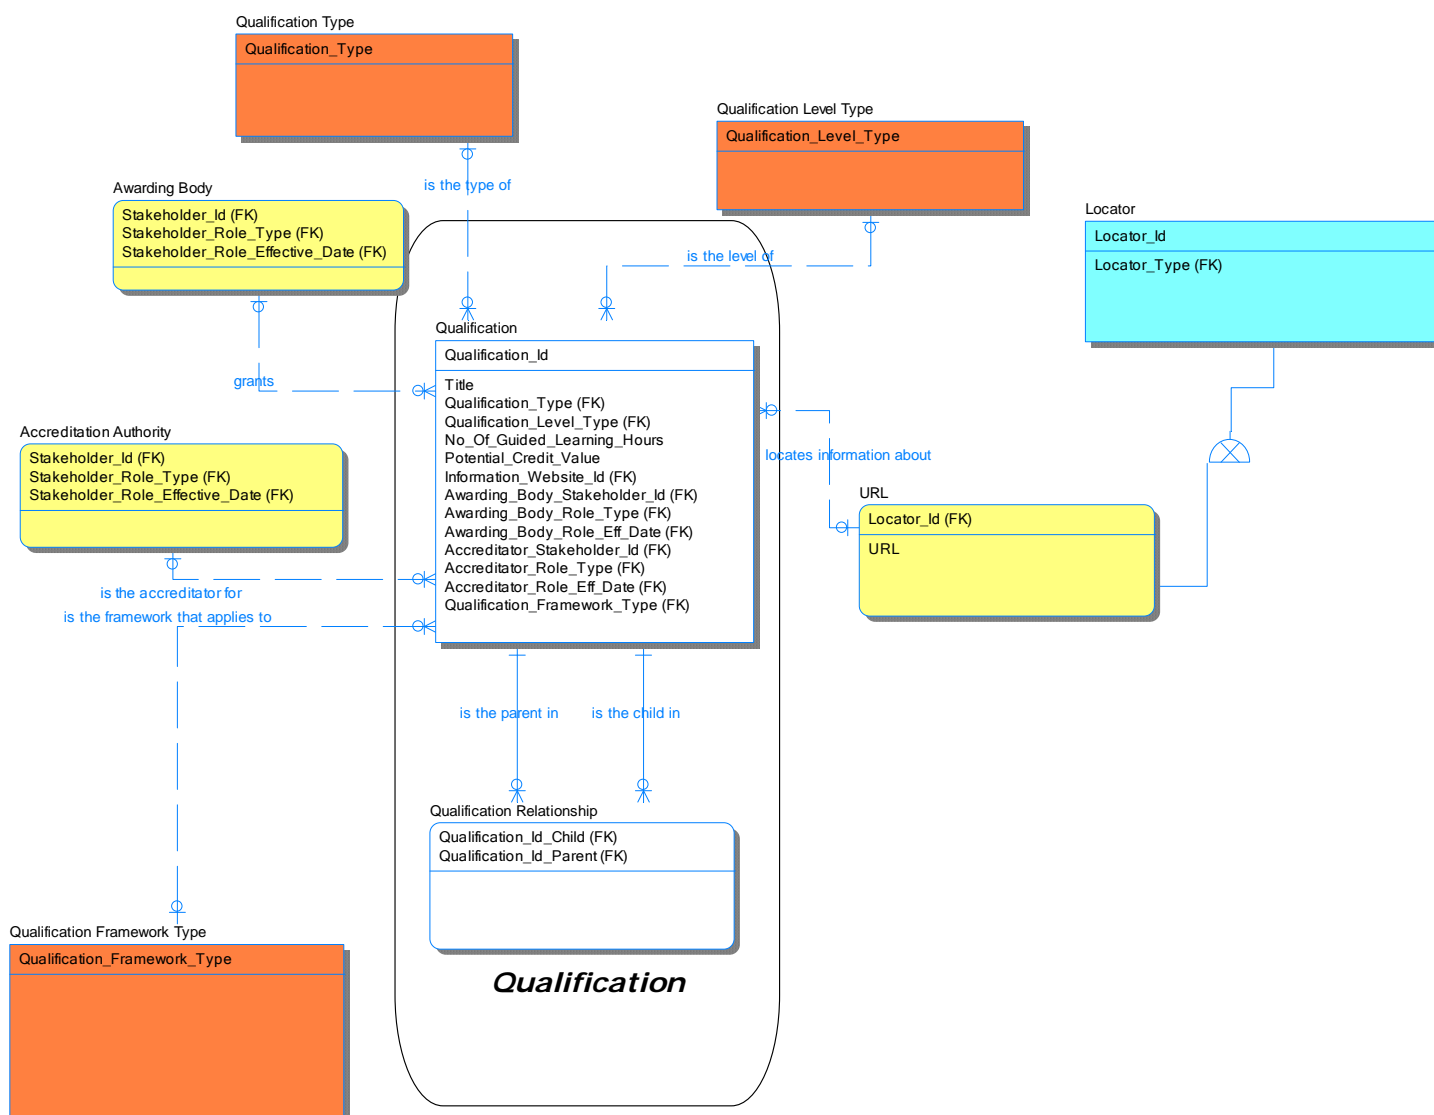 Qualification Type
Qualification_Type
is the type of
Qualification Level Type
Qualification_Level_Type
is the level of
Awarding Body
Stakeholder_Id (FK)
Stakeholder_Role_Type (FK)
Stakeholder_Role_Effective_Date (FK)
grants
Locator
Locator_Id
Locator_Type (FK)
Qualification
Qualification_Id
Title
Qualification_Type (FK)
Qualification_Level_Type (FK)
No_Of_Guided_Learning_Hours
Potential_Credit_Value
Information_Website_Id (FK)
Awarding_Body_Stakeholder_Id (FK)
Awarding_Body_Role_Type (FK)
Awarding_Body_Role_Eff_Date (FK)
Accreditator_Stakeholder_Id (FK)
Accreditator_Role_Type (FK)
Accreditator_Role_Eff_Date (FK)
Qualification_Framework_Type (FK)
Accreditation Authority
Stakeholder_Id (FK)
Stakeholder_Role_Type (FK)
Stakeholder_Role_Effective_Date (FK)
is the accreditator for
is the framework that applies to
locates information about
URL
Locator_Id (FK)
URL
is the parent in
is the child in
Qualification Relationship
Qualification_Id_Child (FK)
Qualification_Id_Parent (FK)
Qualification
Qualification Framework Type
Qualification_Framework_Type